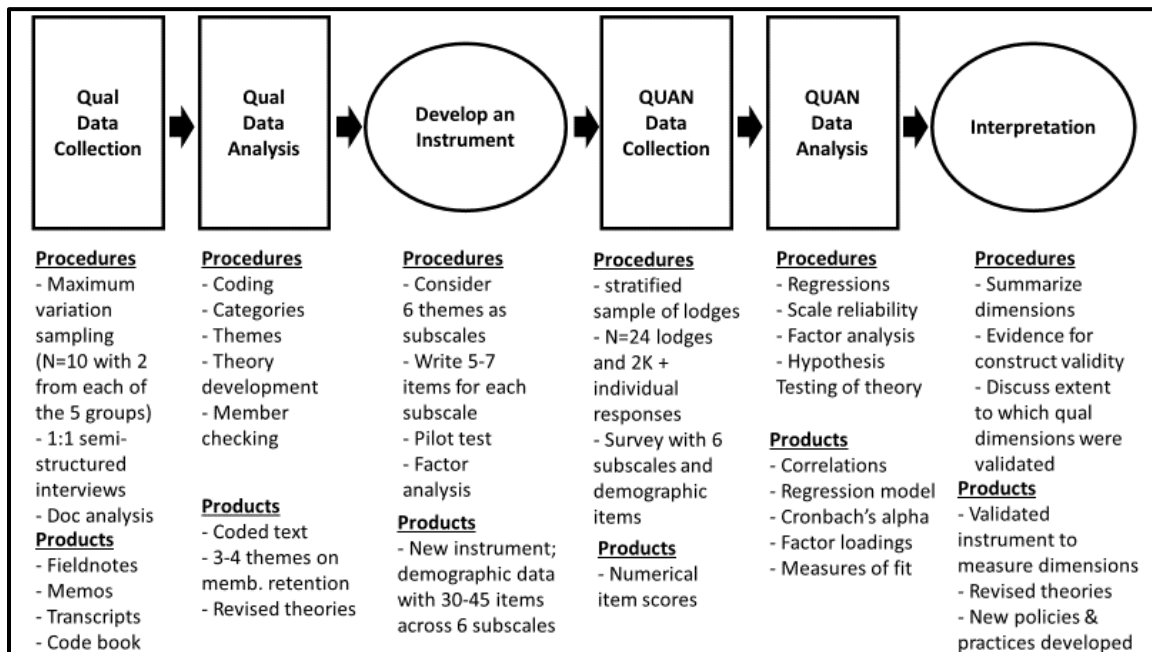 Qual
Data
Collection
Qual
Data
Analysis
Develop an
Instrument
QUAN
Data
Collection
QUAN
Data
Analysis
Interpretation
Procedures
- Maximum
variation
sampling
(N=10 with 2
from each of
the 5 groups)
- 1:1 semi-
structured
interviews
- Doc analysis
Products
- Fieldnotes
- Memos
- Transcripts
- Code book
Procedures
- Coding
- Categories
- Themes
- Theory
development
- Member
checking
Products
- Coded text
- 3-4 themes on
memb. retention
- Revised theories
Procedures
- Consider
6 themes as
subscales
- Write 5-7
items for each
subscale
- Pilot test
- Factor
analysis
Products
- New instrument;
demographic data
with 30-45 items
across 6 subscales
Procedures
- stratified
sample of lodges
- N=24 lodges
and 2K +
individual
responses
- Survey with 6
subscales and
demographic
items
Products
- Numerical
item scores
Procedures
- Regressions
- Scale reliability
- Factor analysis
- Hypothesis
Testing of theory
Products
- Correlations
- Regression model
- Cronbach's alpha
- Factor loadings
- Measures of fit
Procedures
- Summarize
dimensions
- Evidence for
construct validity
- Discuss extent
to which qual
dimensions were
validated
Products
- Validated
instrument to
measure dimensions
- Revised theories
- New policies &
practices developed